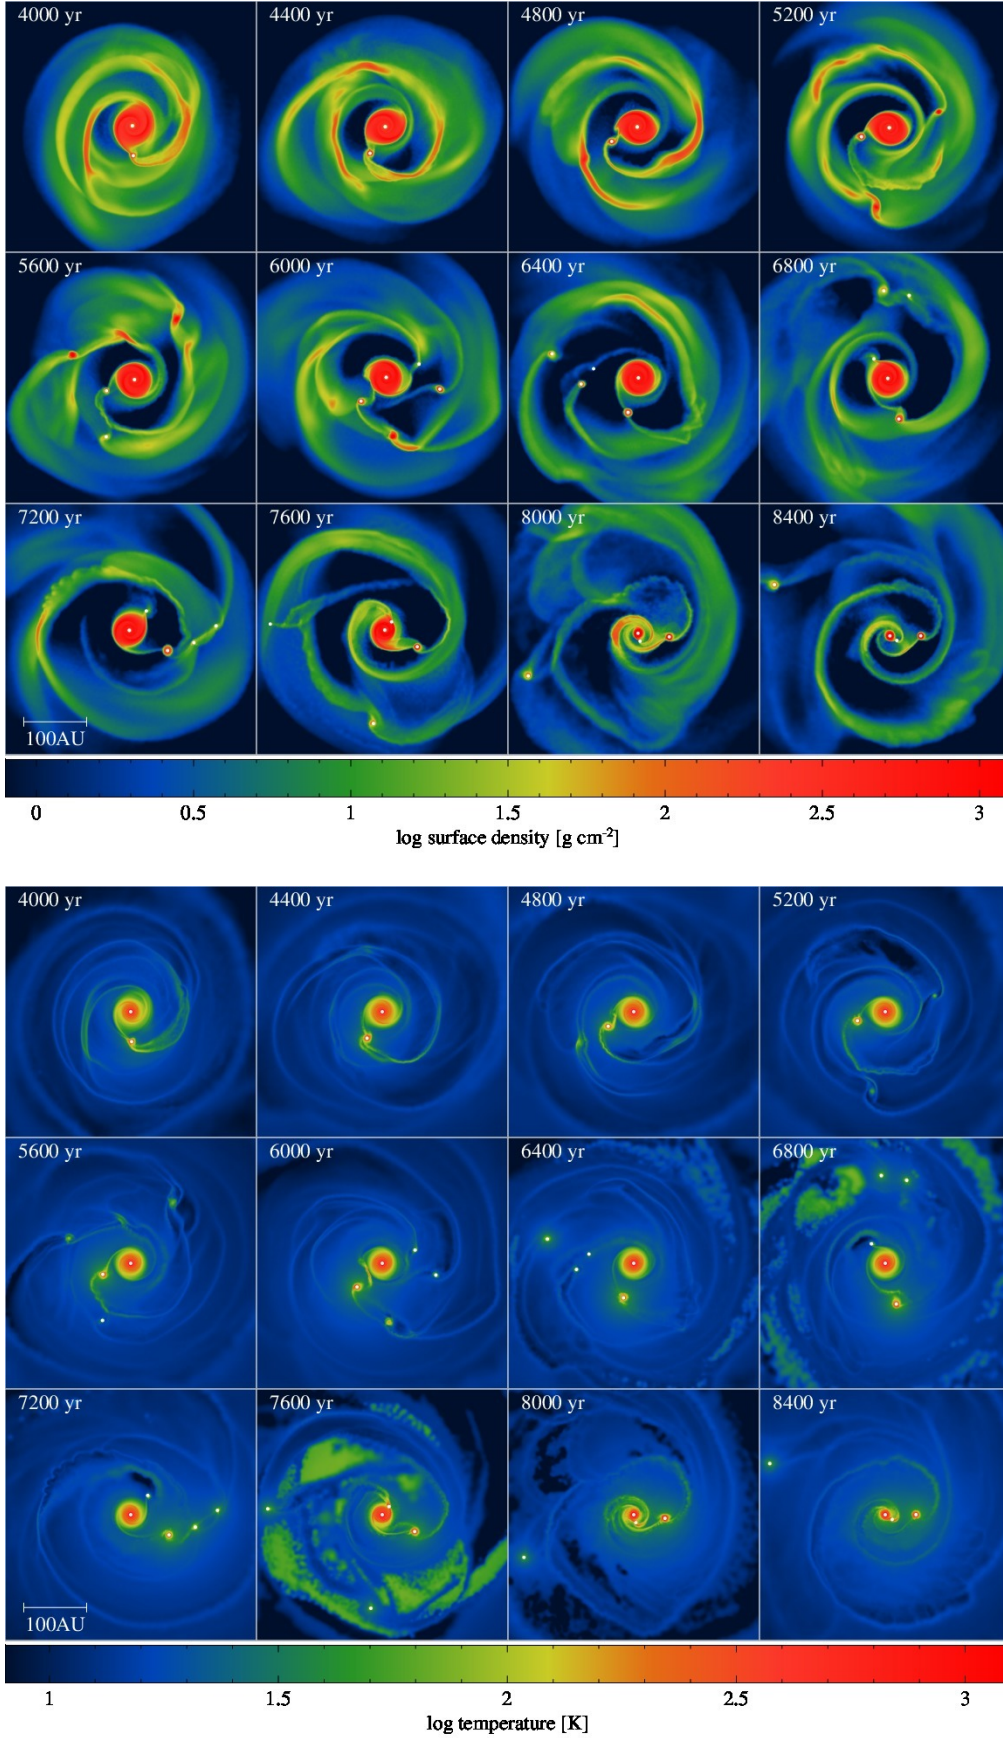 4000 yr 4400 yr 4800 yr 5200 yr
5600 yr 6000 yr 6400 yr 6800 yr
7200 yr 7600 yr 8000 yr 8400 yr
100AU
0 0.5 1 1.5 2 2.5 3
log surface density [g cm⁻²]
4000 yr 4400 yr 4800 yr 5200 yr
5600 yr 6000 yr 6400 yr 6800 yr
7200 yr 7600 yr 8000 yr 8400 yr
100AU
1 1.5 2 2.5 3
log temperature [K]